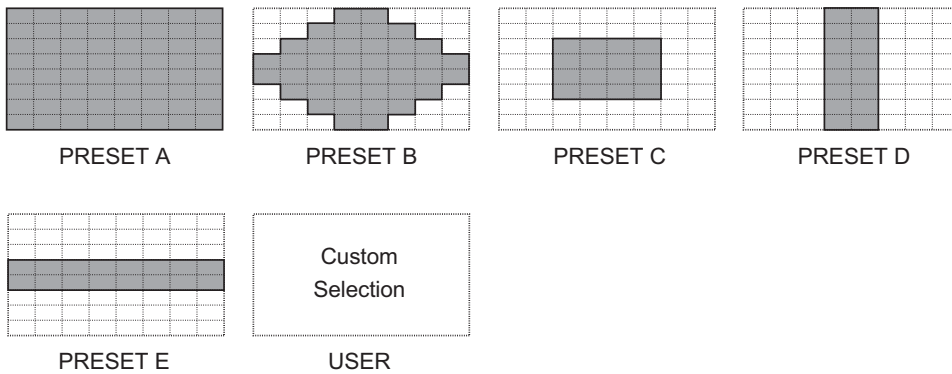 PRESET A
PRESET B
PRESET C
PRESET D
Custom
Selection
PRESET E
USER